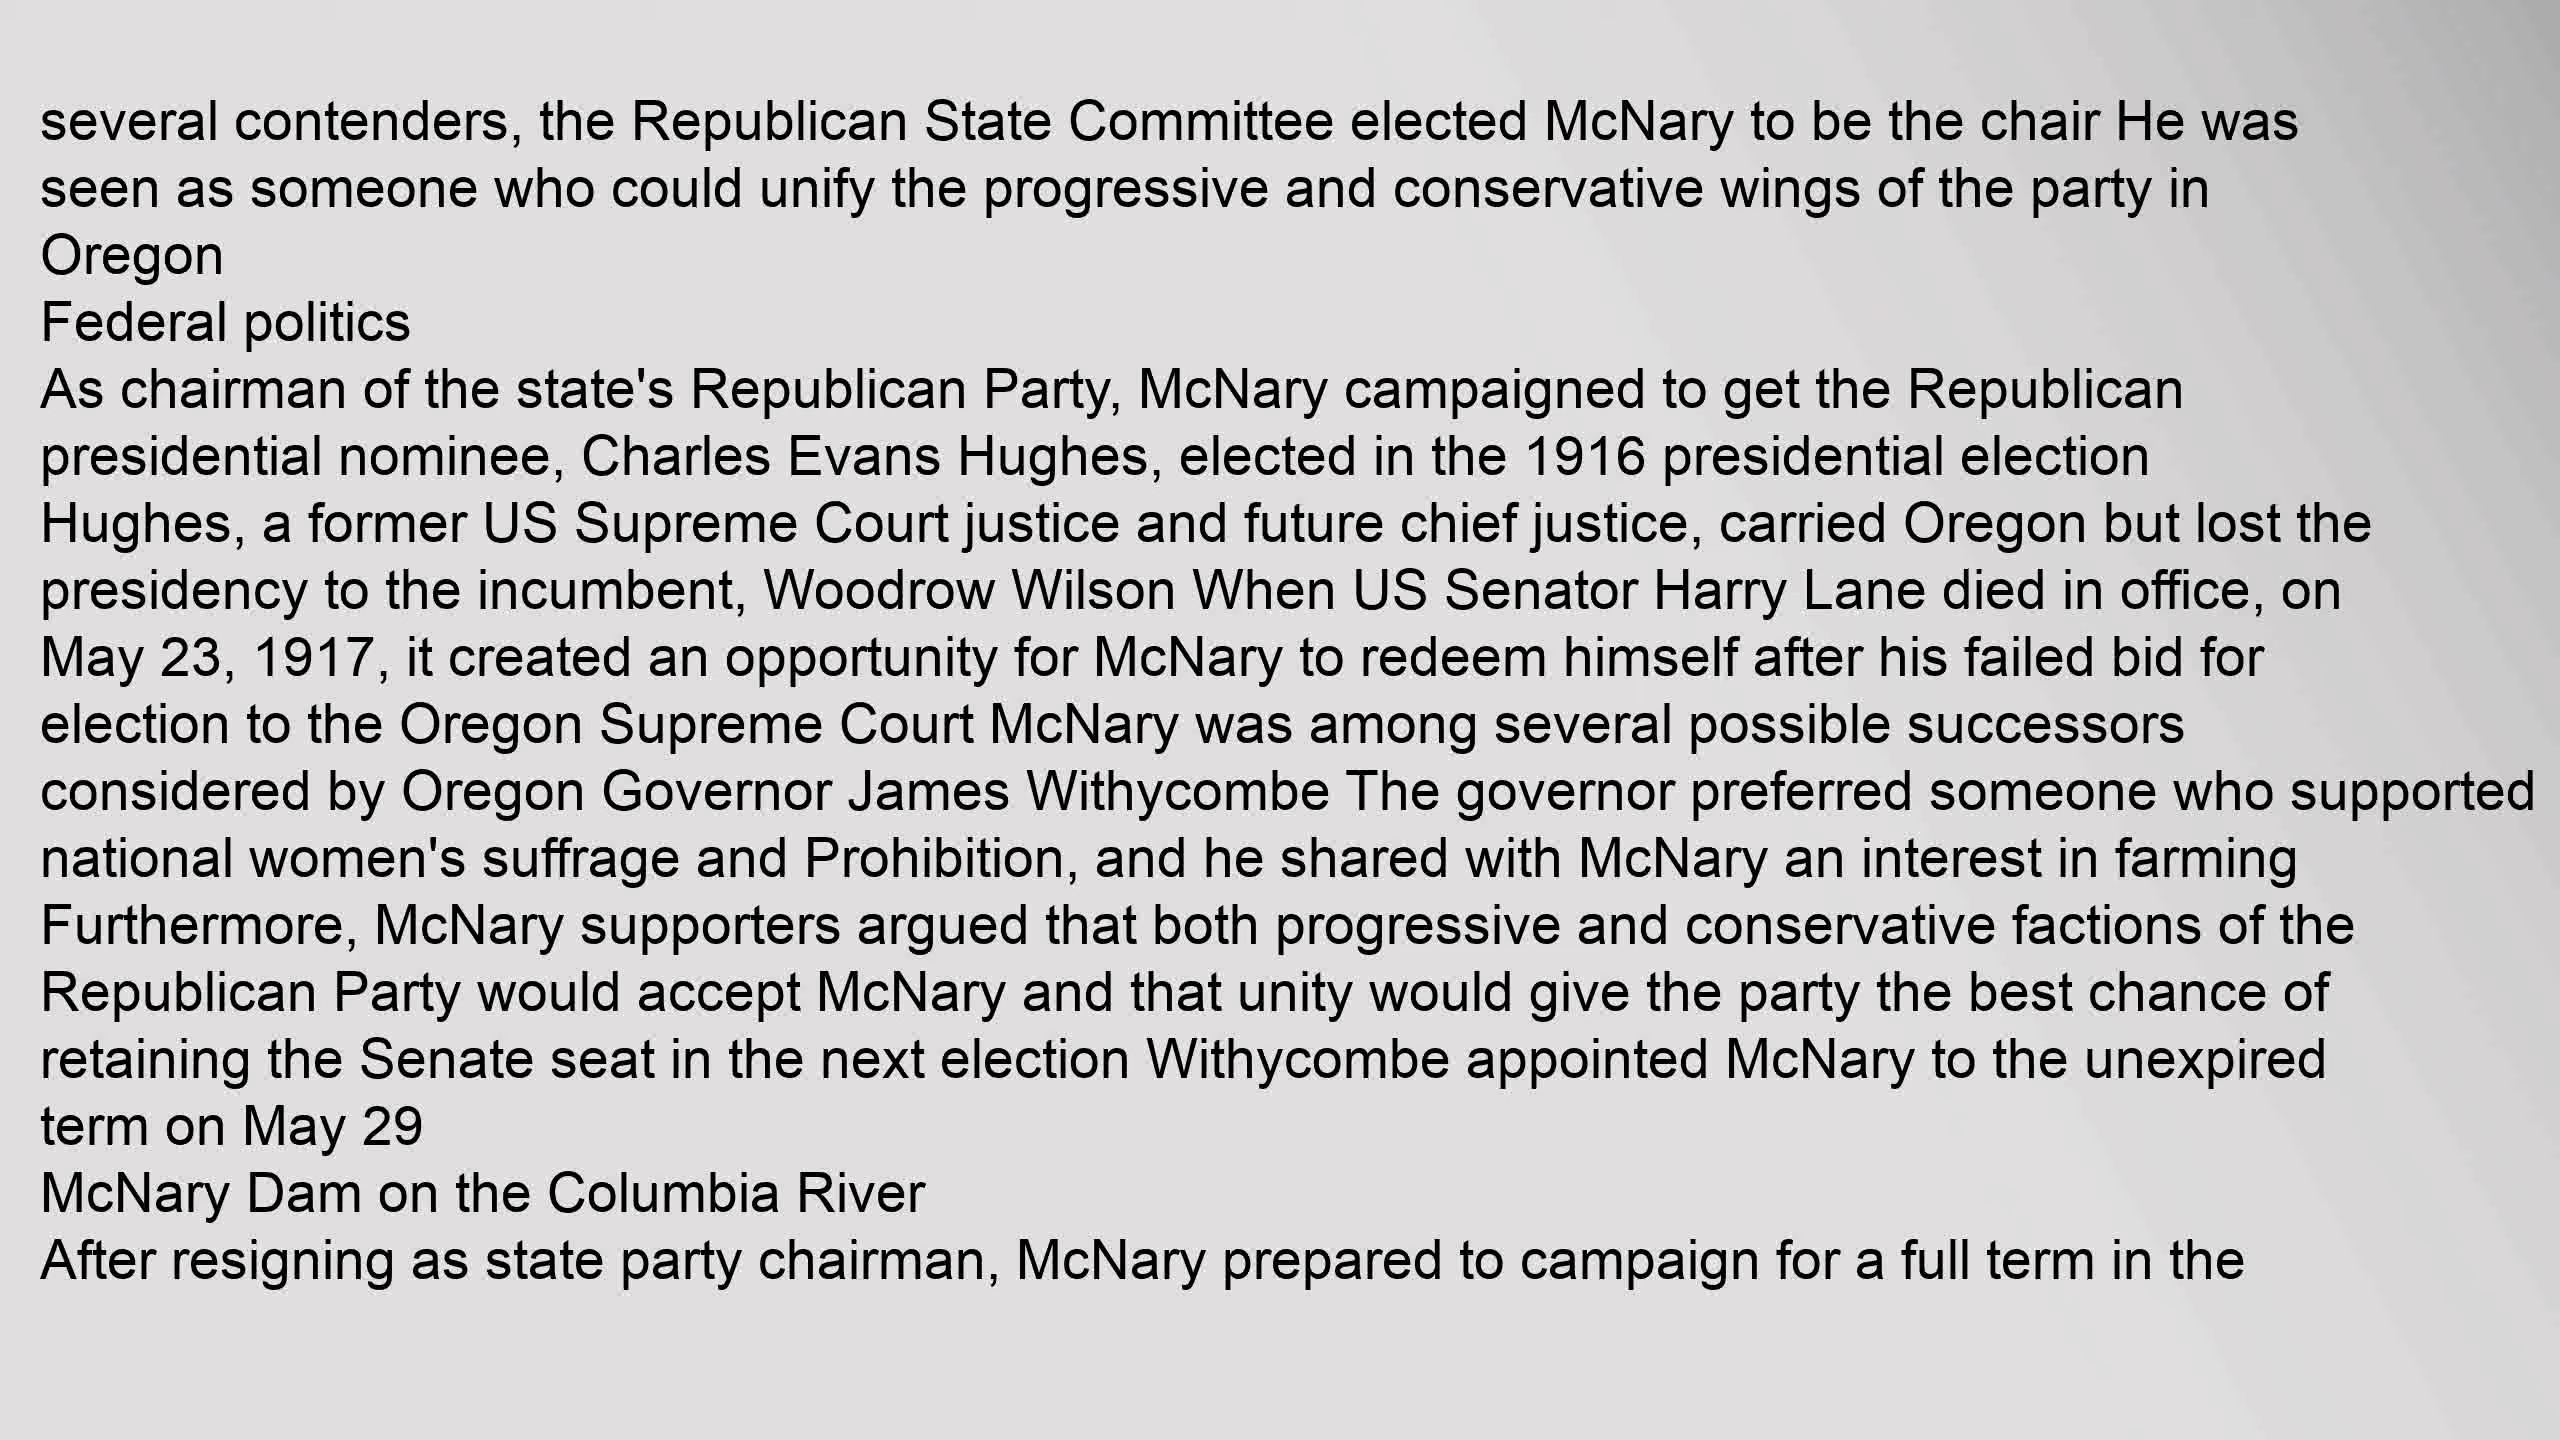 several contenders, the Republican State Committee elected McNary to be the chair He was
seen as someone who could unify the progressive and conservative wings of the party in
Oregon
Federal politics
As chairman of the state's Republican Party, McNary campaigned to get the Republican
presidential nominee, Charles Evans Hughes, elected in the 1916 presidential election
Hughes, a former US Supreme Court justice and future chief justice, carried Oregon but lost the
presidency to the incumbent, Woodrow Wilson When US Senator Harry Lane died in office, on
May 23, 1917, it created an opportunity for McNary to redeem himself after his failed bid for
election to the Oregon Supreme Court McNary was among several possible successors
considered by Oregon Governor James Withycombe The governor preferred someone who supported
national women's suffrage and Prohibition, and he shared with McNary an interest in farming
Furthermore, McNary supporters argued that both progressive and conservative factions of the
Republican Party would accept McNary and that unity would give the party the best chance of
retaining the Senate seat in the next election Withycombe appointed McNary to the unexpired
term on May 29
McNary Dam on the Columbia River
After resigning as state party chairman, McNary prepared to campaign for a full term in the